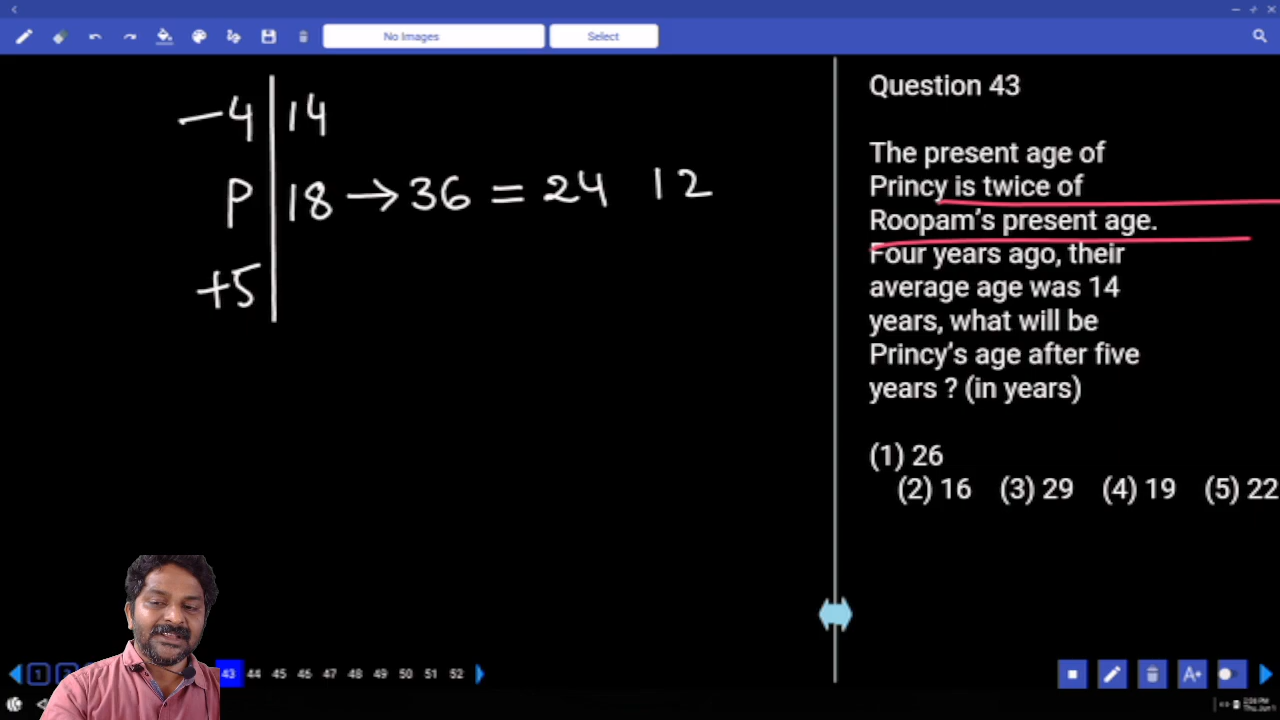 No Images
Select
-4 14
P 18 → 36 = 24 12
+5
Question 43
The present age of
Princy is twice of
Roopam's present age.
Four years ago, their
average age was 14
years, what will be
Princy's age after five
years ? (in years)
(1) 26
(2) 16 (3) 29 (4) 19 (5) 22
1
43 44 45 46 47 48 49 50 51 52
A+